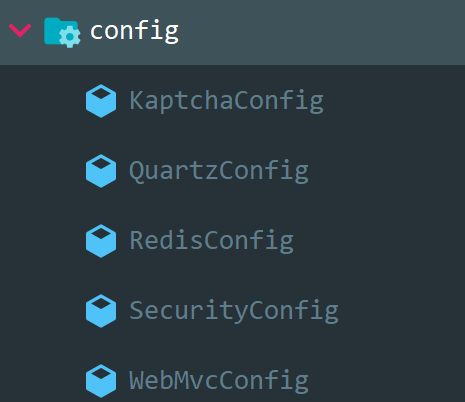 config
KaptchaConfig
QuartzConfig
RedisConfig
SecurityConfig
WebMvcConfig